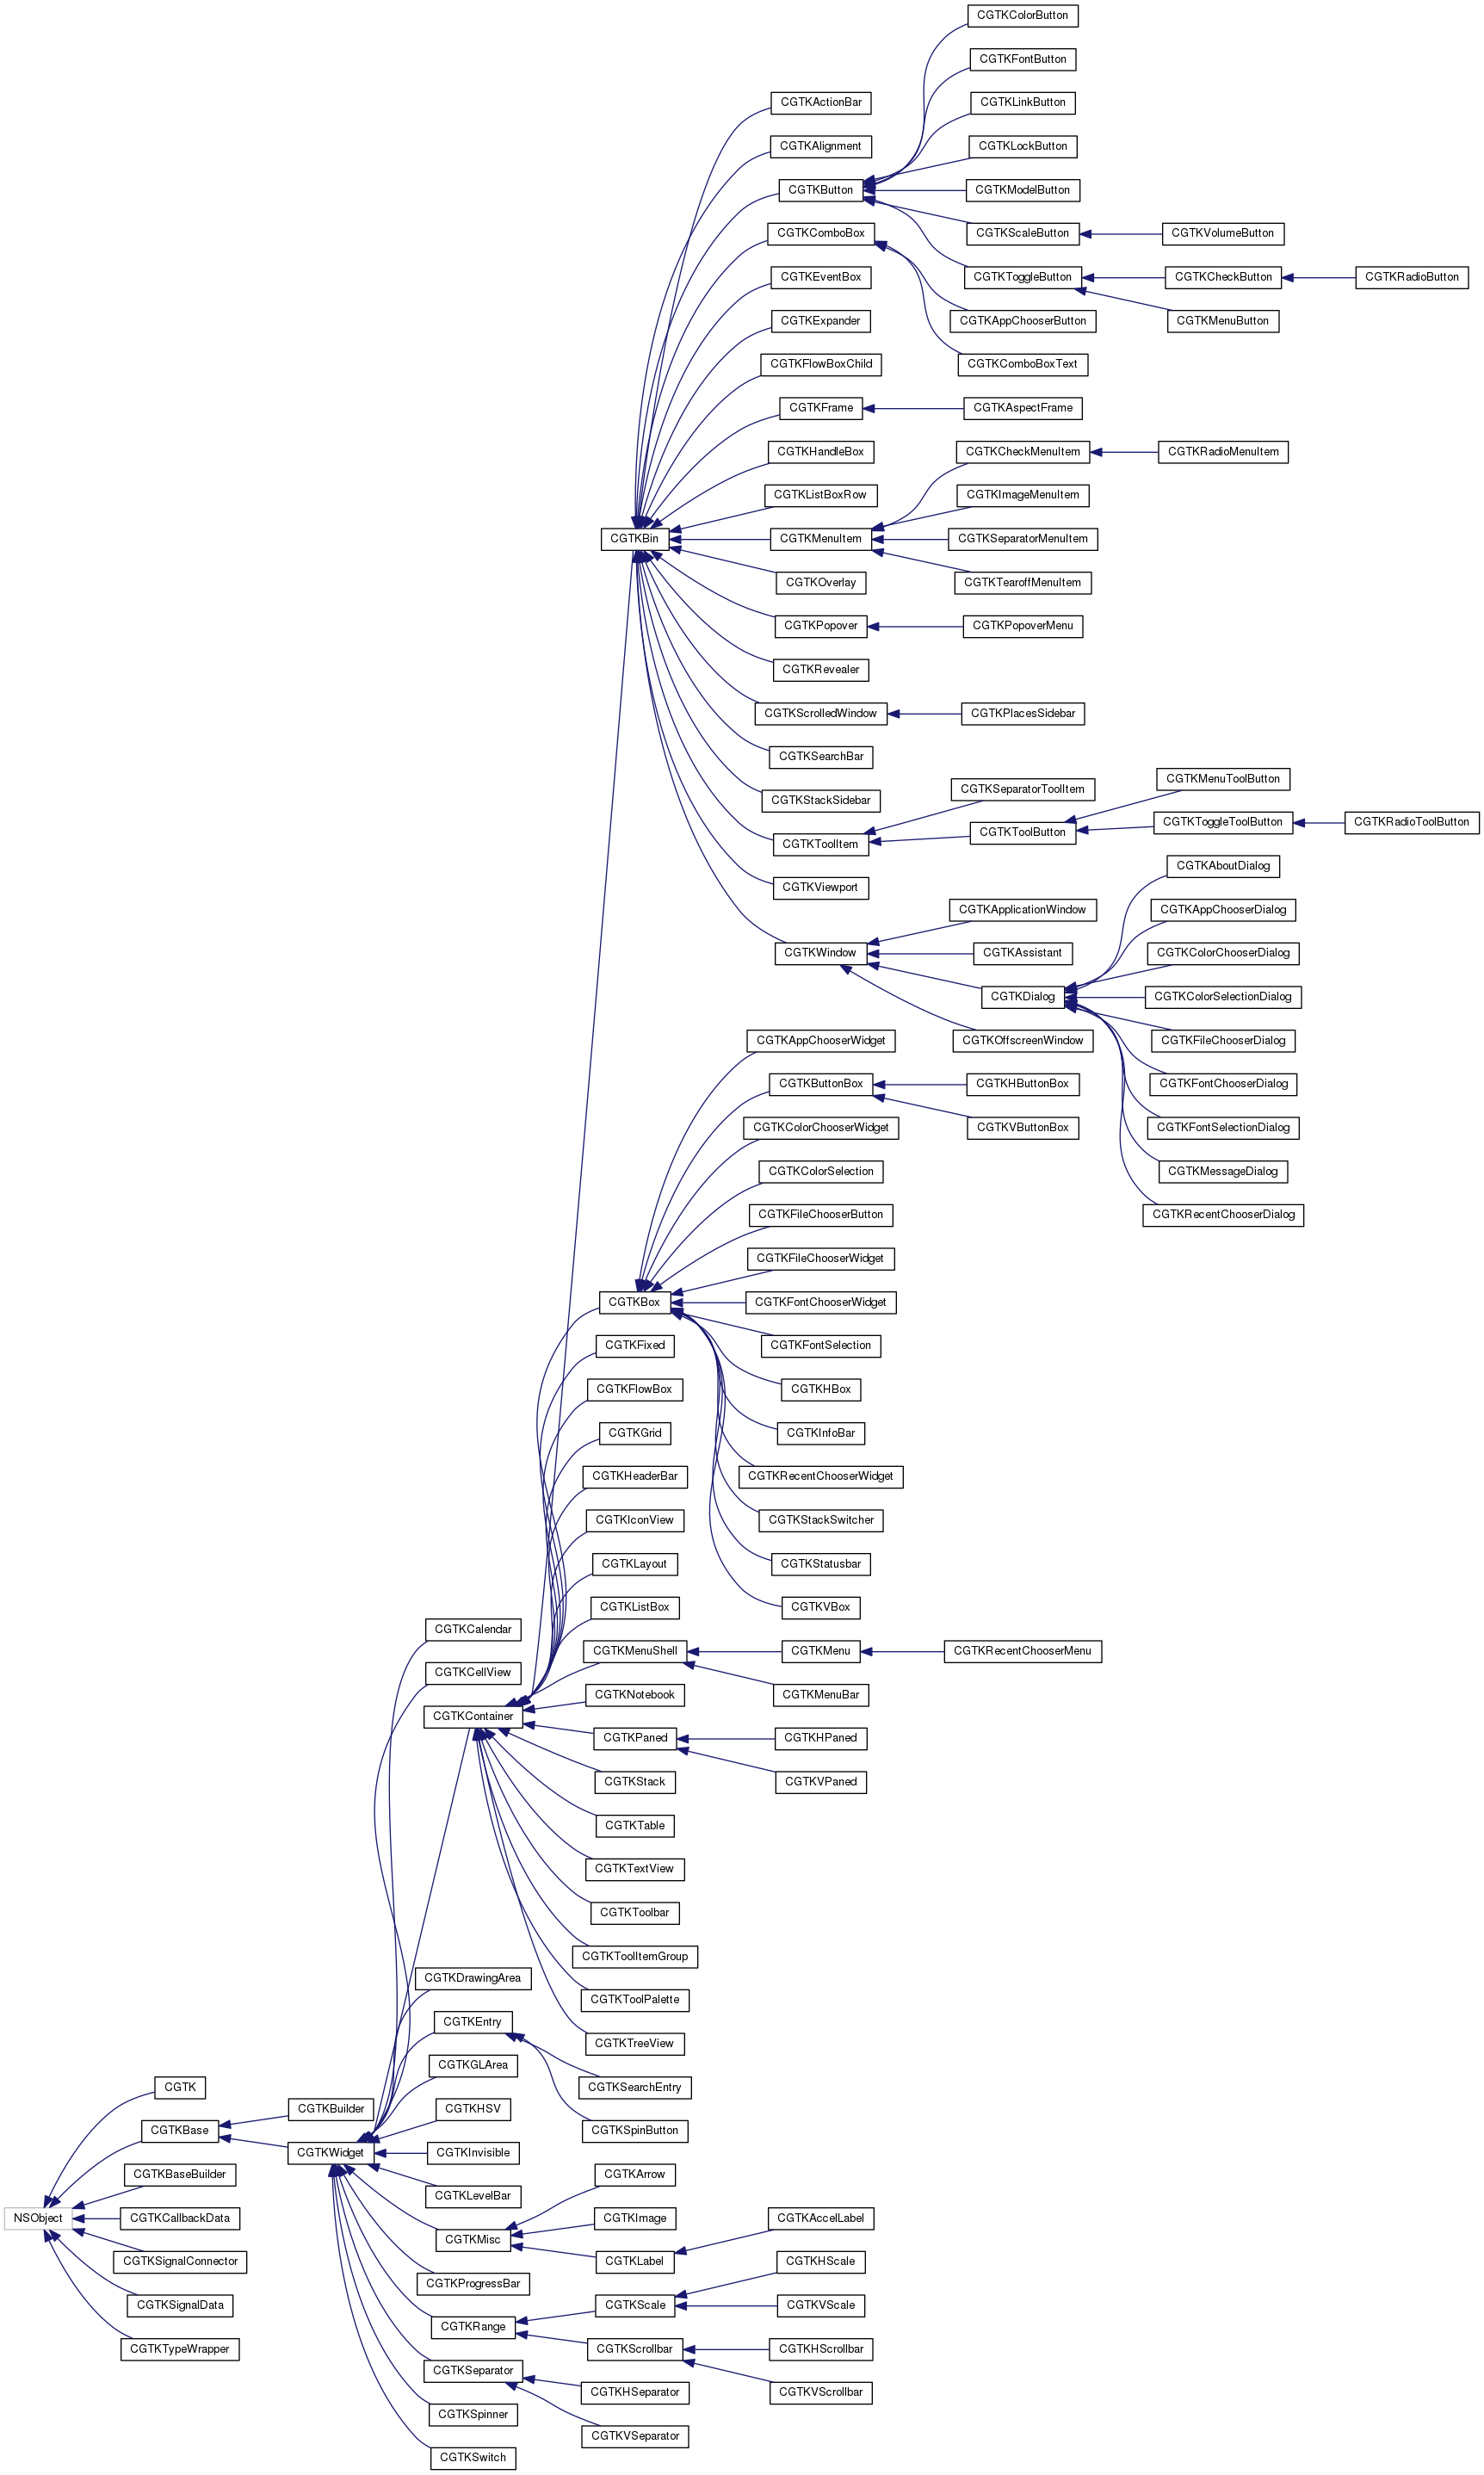 CGTKColorButton
CGTKFontButton
CGTKActionBar
CGTKLinkButton
CGTKAlignment
CGTKLockButton
CGTKButton
CGTKModelButton
CGTKComboBox
CGTKScaleButton
CGTKVolumeButton
CGTKEventBox
CGTKToggleButton
CGTKCheckButton
CGTKRadioButton
CGTKExpander
CGTKAppChooserButton
CGTKMenuButton
CGTKFlowBoxChild
CGTKComboBoxText
CGTKFrame
CGTKAspectFrame
CGTKHandleBox
CGTKCheckMenuItem
CGTKRadioMenuItem
CGTKListBoxRow
CGTKImageMenuItem
CGTKBin
CGTKMenuItem
CGTKSeparatorMenuItem
CGTKOverlay
CGTKTearoffMenuItem
CGTKPopover
CGTKPopoverMenu
CGTKRevealer
CGTKScrolledWindow
CGTKPlacesSidebar
CGTKSearchBar
CGTKMenuToolButton
CGTKStackSidebar
CGTKSeparatorToolItem
CGTKToolItem
CGTKToolButton
CGTKToggleToolButton
CGTKRadioToolButton
CGTKAboutDialog
CGTKViewport
CGTKApplicationWindow
CGTKAppChooserDialog
CGTKWindow
CGTKAssistant
CGTKColorChooserDialog
CGTKDialog
CGTKColorSelectionDialog
CGTKAppChooserWidget
CGTKOffscreenWindow
CGTKFileChooserDialog
CGTKButtonBox
CGTKHButtonBox
CGTKFontChooserDialog
CGTKColorChooserWidget
CGTKVButtonBox
CGTKFontSelectionDialog
CGTKColorSelection
CGTKMessageDialog
CGTKFileChooserButton
CGTKRecentChooserDialog
CGTKFileChooserWidget
CGTKBox
CGTKFontChooserWidget
CGTKFixed
CGTKFontSelection
CGTKFlowBox
CGTKHBox
CGTKGrid
CGTKInfoBar
CGTKHeaderBar
CGTKRecentChooserWidget
CGTKIconView
CGTKStackSwitcher
CGTKLayout
CGTKStatusbar
CGTKListBox
CGTKVBox
CGTKCalendar
CGTKMenuShell
CGTKMenu
CGTKRecentChooserMenu
CGTKCellView
CGTKNotebook
CGTKMenuBar
CGTKContainer
CGTKPaned
CGTKHPaned
CGTKStack
CGTKVPaned
CGTKTable
CGTKTextView
CGTKToolbar
CGTKToolItemGroup
CGTKDrawingArea
CGTKToolPalette
CGTKEntry
CGTKTreeView
CGTKGLArea
CGTK
CGTKSearchEntry
CGTKBuilder
CGTKHSV
CGTKBase
CGTKSpinButton
CGTKWidget
CGTKInvisible
CGTKBaseBuilder
CGTKArrow
CGTKLevelBar
NSObject
CGTKCallbackData
CGTKImage
CGTKAccelLabel
CGTKMisc
CGTKSignalConnector
CGTKLabel
CGTKHScale
CGTKProgressBar
CGTKSignalData
CGTKScale
CGTKVScale
CGTKRange
CGTKTypeWrapper
CGTKScrollbar
CGTKHScrollbar
CGTKSeparator
CGTKHSeparator
CGTKVScrollbar
CGTKSpinner
CGTKVSeparator
CGTKSwitch